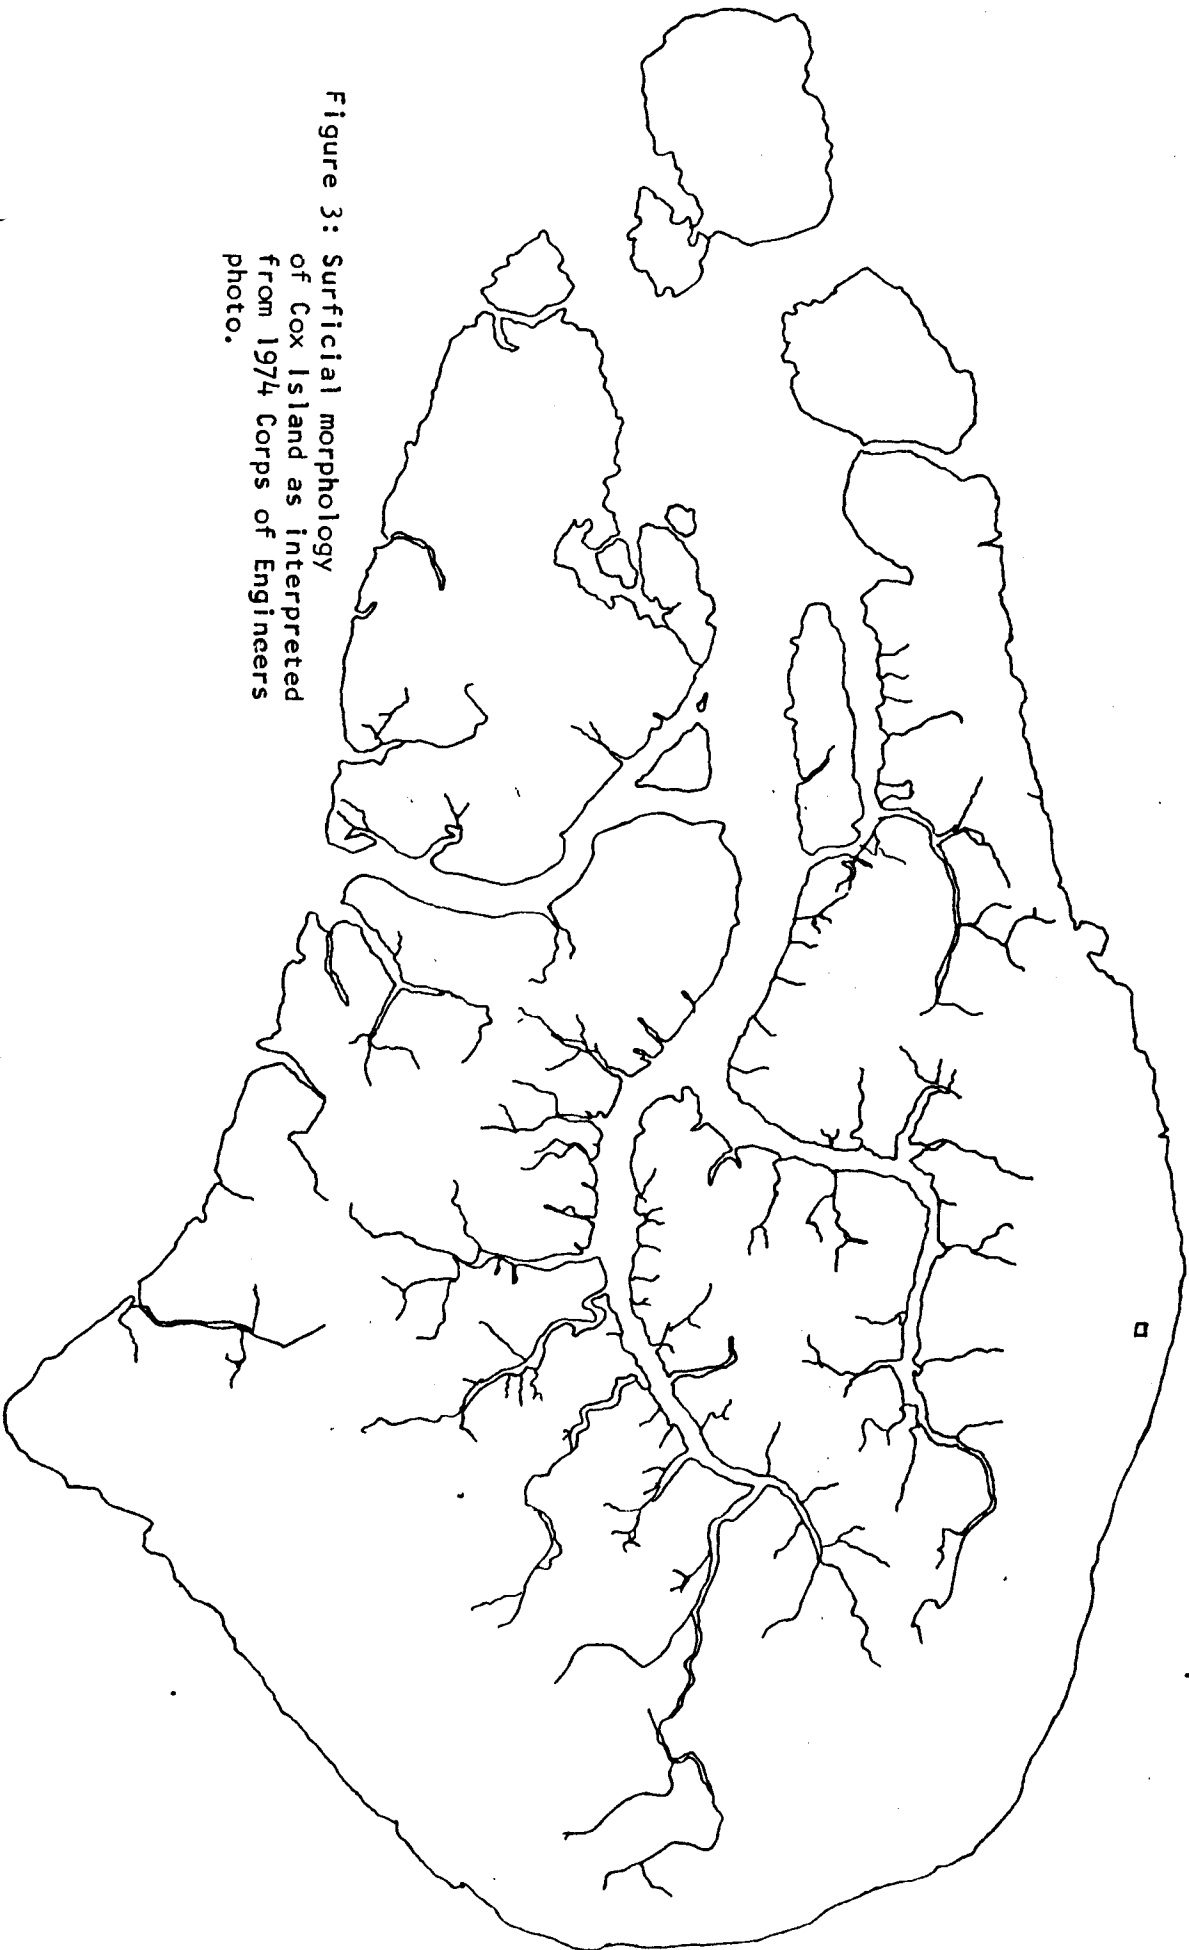 Figure 3: Surficial morphology
of Cox Island as interpreted
from 1974 Corps of Engineers
photo.